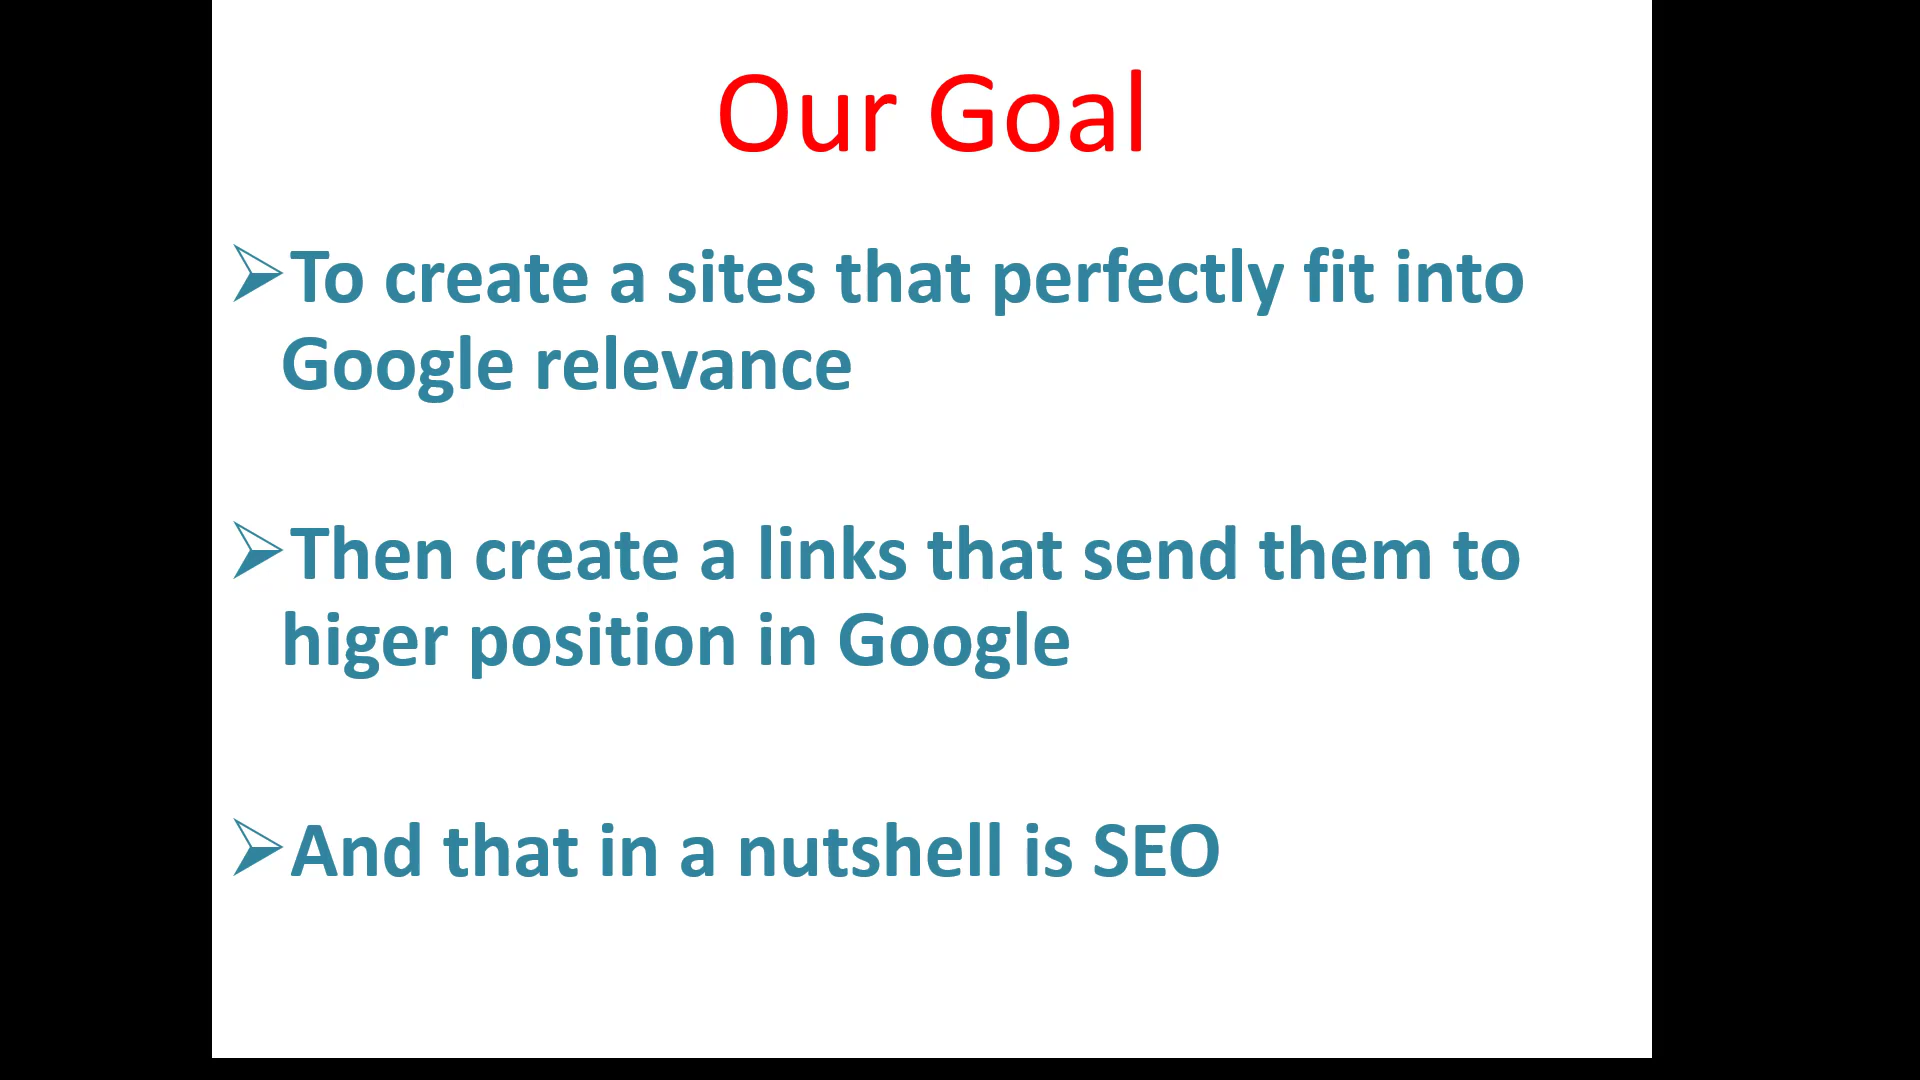 Our Goal
To create a sites that perfectly fit into
Google relevance
Then create a links that send them to
higer position in Google
And that in a nutshell is SEO